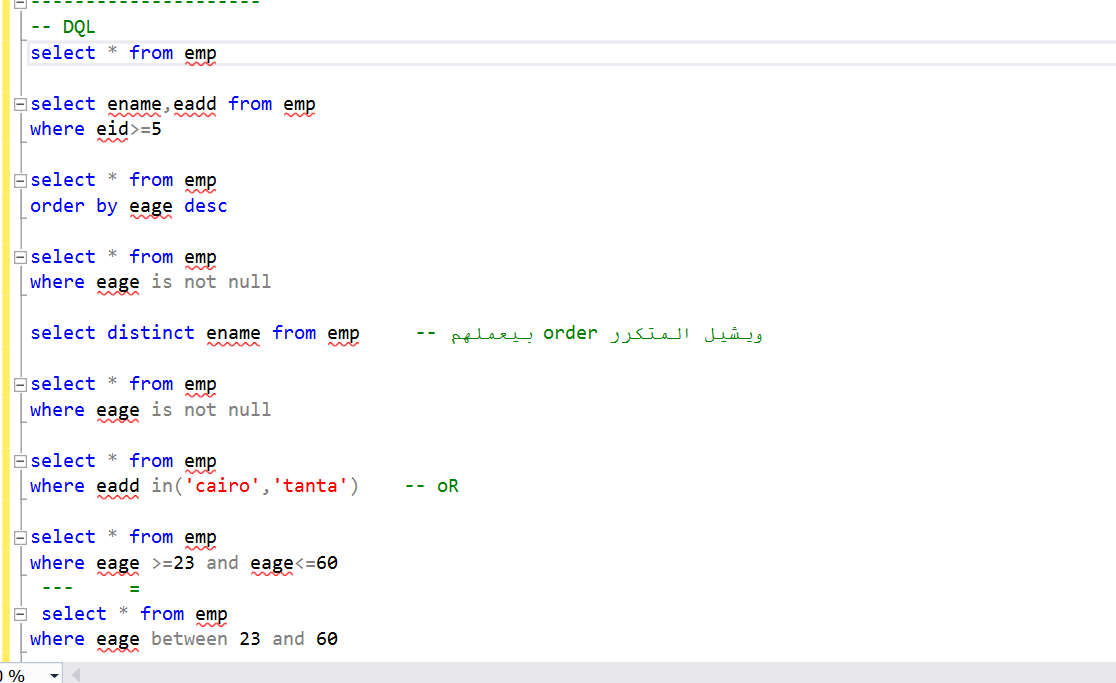 ---------------------
-- DQL
select * from emp
select ename,eadd from emp
where eid>=5
select * from emp
order by eage desc
select * from emp
where eage is not null
select distinct ename from emp -- بيعملهم order ويشيل المتكرر
select * from emp
where eage is not null
select * from emp
where eadd in('cairo','tanta') -- oR
select * from emp
where eage >=23 and eage<=60
--- =
select * from emp
where eage between 23 and 60
%